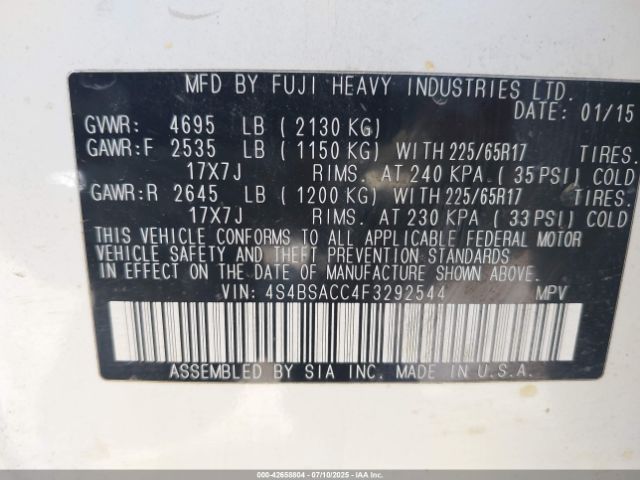 MFD BY FUJI HEAVY INDUSTRIES LTD.
DATE: 01/15
GVWR: 4695 LB (2130 KG)
GAWR:F 2535 LB (1150 KG) WITH 225/65R17 TIRES.
17X7J RIMS. AT 240 KPA. (35 PSI) COLD
GAWR:R 2645 LB (1200 KG) WITH 225/65R17 TIRES.
17X7J RIMS. AT 230 KPA (33 PSI) COLD
THIS VEHICLE CONFORMS TO ALL APPLICABLE FEDERAL MOTOR
VEHICLE SAFETY AND THEFT PREVENTION STANDARDS
IN EFFECT ON THE DATE OF MANUFACTURE SHOWN ABOVE.
VIN: 4S4BSACC4F3292544 MPV
ASSEMBLED BY SIA INC. MADE IN U.S.A.
000-42658804 - 07/10/2025 - COPYRIGHT IAA, LLC.